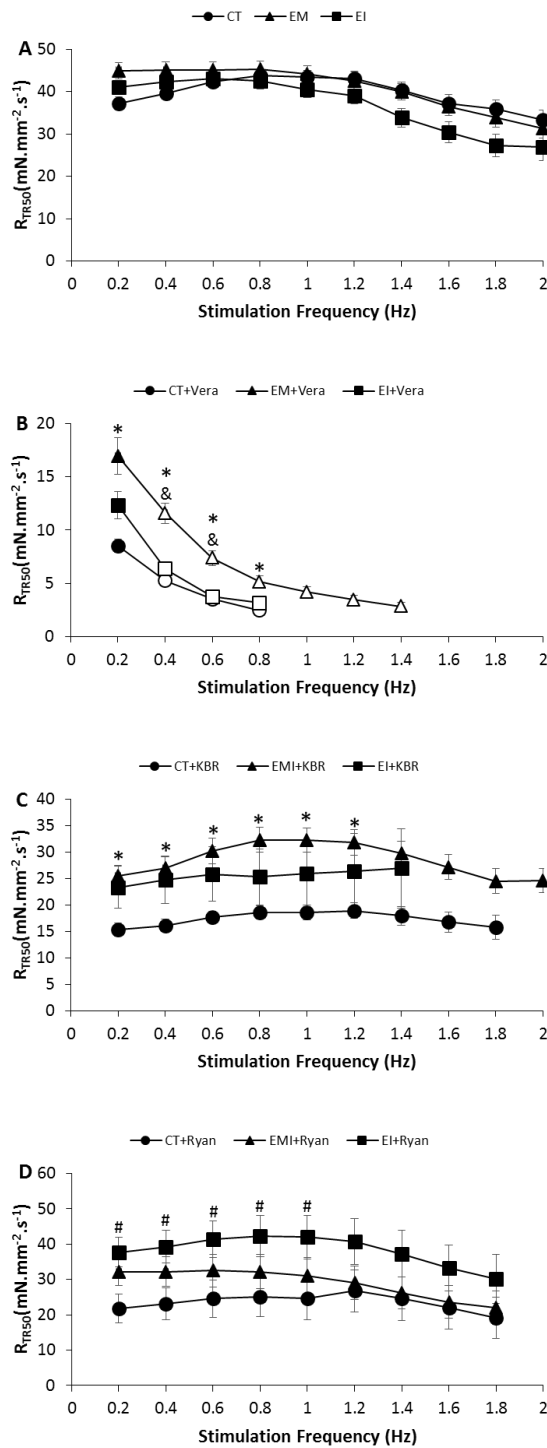 CT EM EI
A
50
40
30
20
10
0
R_TR50(mN.mm⁻².s⁻¹)
0 0.2 0.4 0.6 0.8 1 1.2 1.4 1.6 1.8 2
Stimulation Frequency (Hz)
CT+Vera EM+Vera EI+Vera
B
20
15
10
5
0
R_TR50(mN.mm⁻².s⁻¹)
* * * *
& &
0 0.2 0.4 0.6 0.8 1 1.2 1.4 1.6 1.8 2
Stimulation Frequency (Hz)
CT+KBR EMI+KBR EI+KBR
C
40
35
30
25
20
15
10
5
0
R_TR50(mN.mm⁻².s⁻¹)
* * * * * *
0 0.2 0.4 0.6 0.8 1 1.2 1.4 1.6 1.8 2
Stimulation Frequency (Hz)
CT+Ryan EMI+Ryan EI+Ryan
D
60
50
40
30
20
10
0
R_TR50(mN.mm⁻².s⁻¹)
# # # # #
0 0.2 0.4 0.6 0.8 1 1.2 1.4 1.6 1.8 2
Stimulation Frequency (Hz)